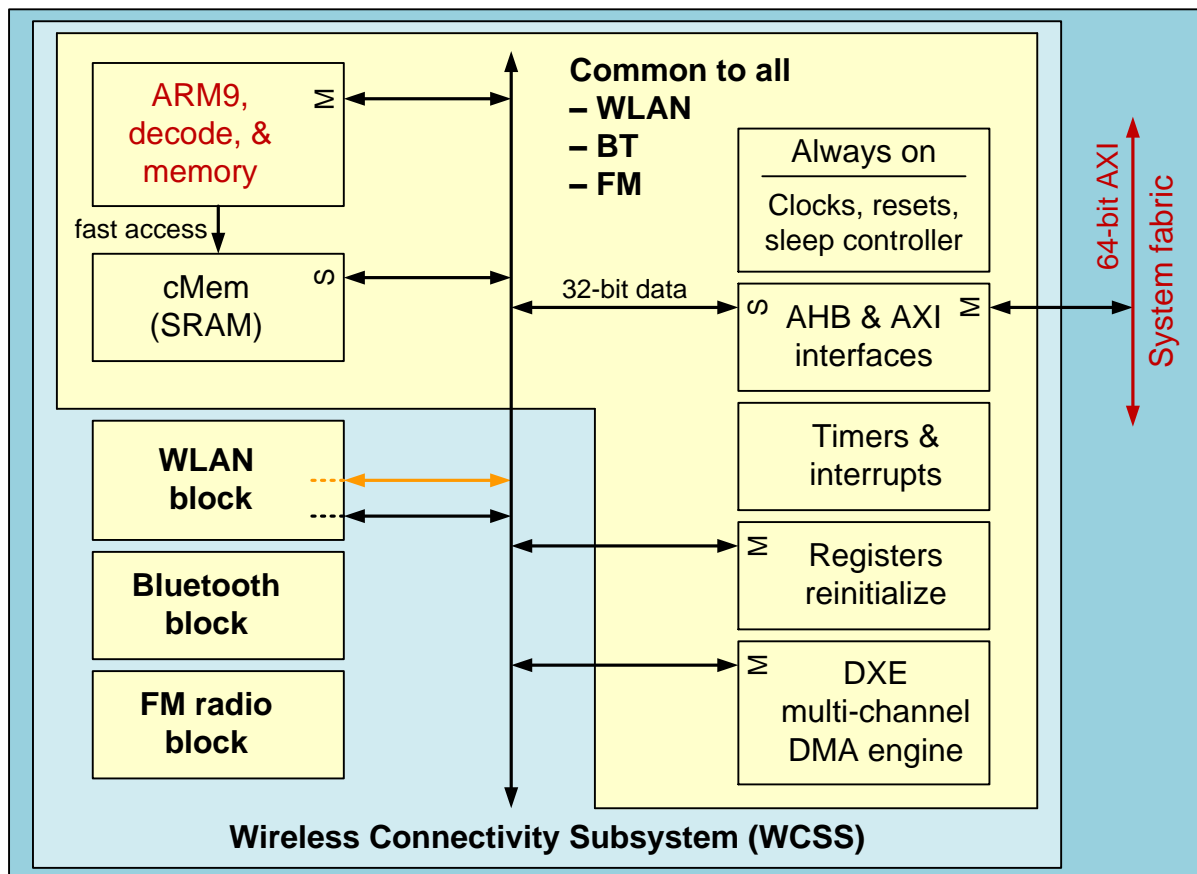 ARM9,
decode, &
memory
M
fast access
cMem
(SRAM)
S
Common to all
– WLAN
– BT
– FM
Always on
Clocks, resets,
sleep controller
32-bit data
S
AHB & AXI
interfaces
M
64-bit AXI
System fabric
Timers &
interrupts
WLAN
block
M
Registers
reinitialize
Bluetooth
block
M
DXE
multi-channel
DMA engine
FM radio
block
Wireless Connectivity Subsystem (WCSS)